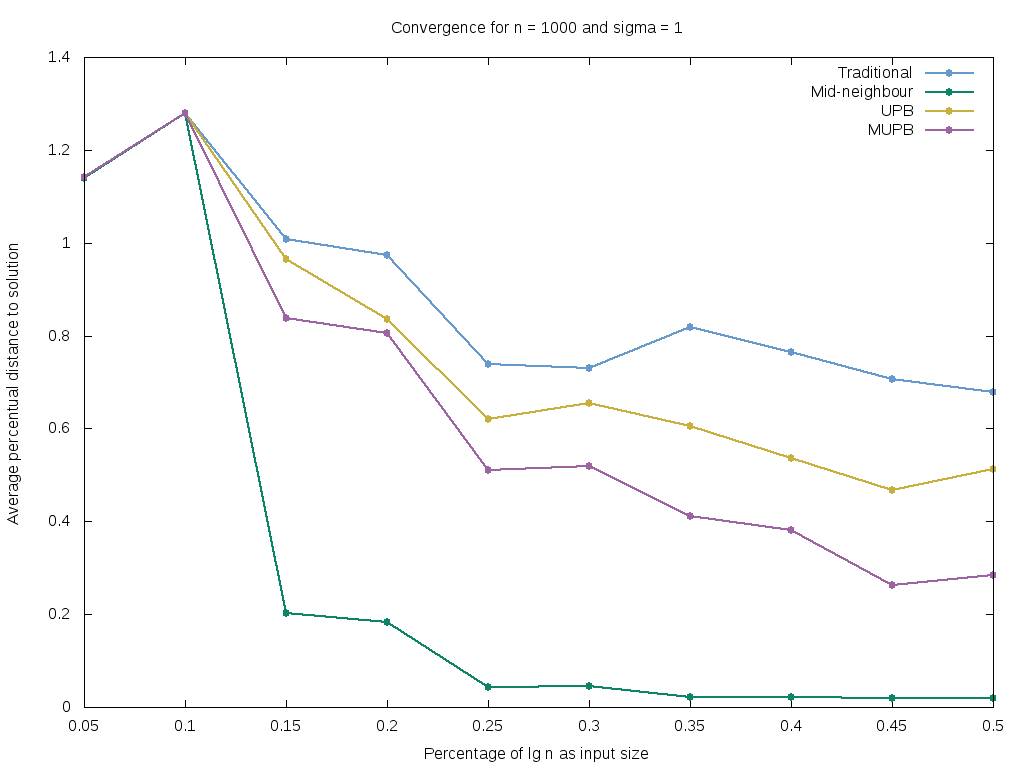 Convergence for n = 1000 and sigma = 1
Traditional
Mid-neighbour
UPB
MUPB
Average percentual distance to solution
1.4
1.2
1
0.8
0.6
0.4
0.2
0
0.05 0.1 0.15 0.2 0.25 0.3 0.35 0.4 0.45 0.5
Percentage of lg n as input size